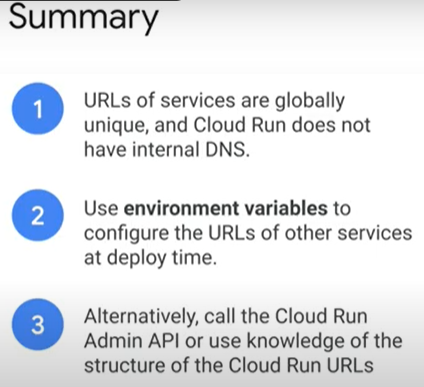 Summary
1
URLs of services are globally
unique, and Cloud Run does not
have internal DNS.
2
Use environment variables to
configure the URLs of other services
at deploy time.
3
Alternatively, call the Cloud Run
Admin API or use knowledge of the
structure of the Cloud Run URLs